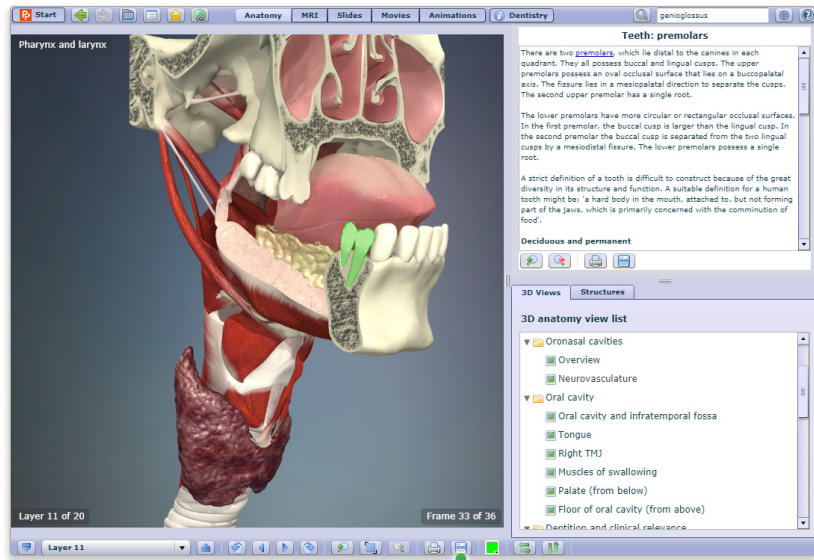 Start
Anatomy MRI Slides Movies Animations Dentistry
genioglossus
Pharynx and larynx
Layer 11 of 20
Frame 33 of 36
Layer 11
Teeth: premolars
There are two premolars, which lie distal to the canines in each
quadrant. They all possess buccal and lingual cusps. The upper
premolars possess an oval occlusal surface that lies on a buccopalatal
axis. The fissure lies in a mesiopalatal direction to separate the cusps.
The second upper premolar has a single root.
The lower premolars have more circular or rectangular occlusal surfaces.
In the first premolar, the buccal cusp is larger than the lingual cusp. In
the second premolar the buccal cusp is separated from the two lingual
cusps by a mesiodistal fissure. The lower premolars possess a single
root.
A strict definition of a tooth is difficult to construct because of the great
diversity in its structure and function. A suitable definition for a human
tooth might be: 'a hard body in the mouth, attached to, but not forming
part of the jaws, which is primarily concerned with the comminution of
food'.
Deciduous and permanent
3D Views Structures
3D anatomy view list
Oronasal cavities
Overview
Neurovasculature
Oral cavity
Oral cavity and infratemporal fossa
Tongue
Right TMJ
Muscles of swallowing
Palate (from below)
Floor of oral cavity (from above)
Dentition and clinical relevance